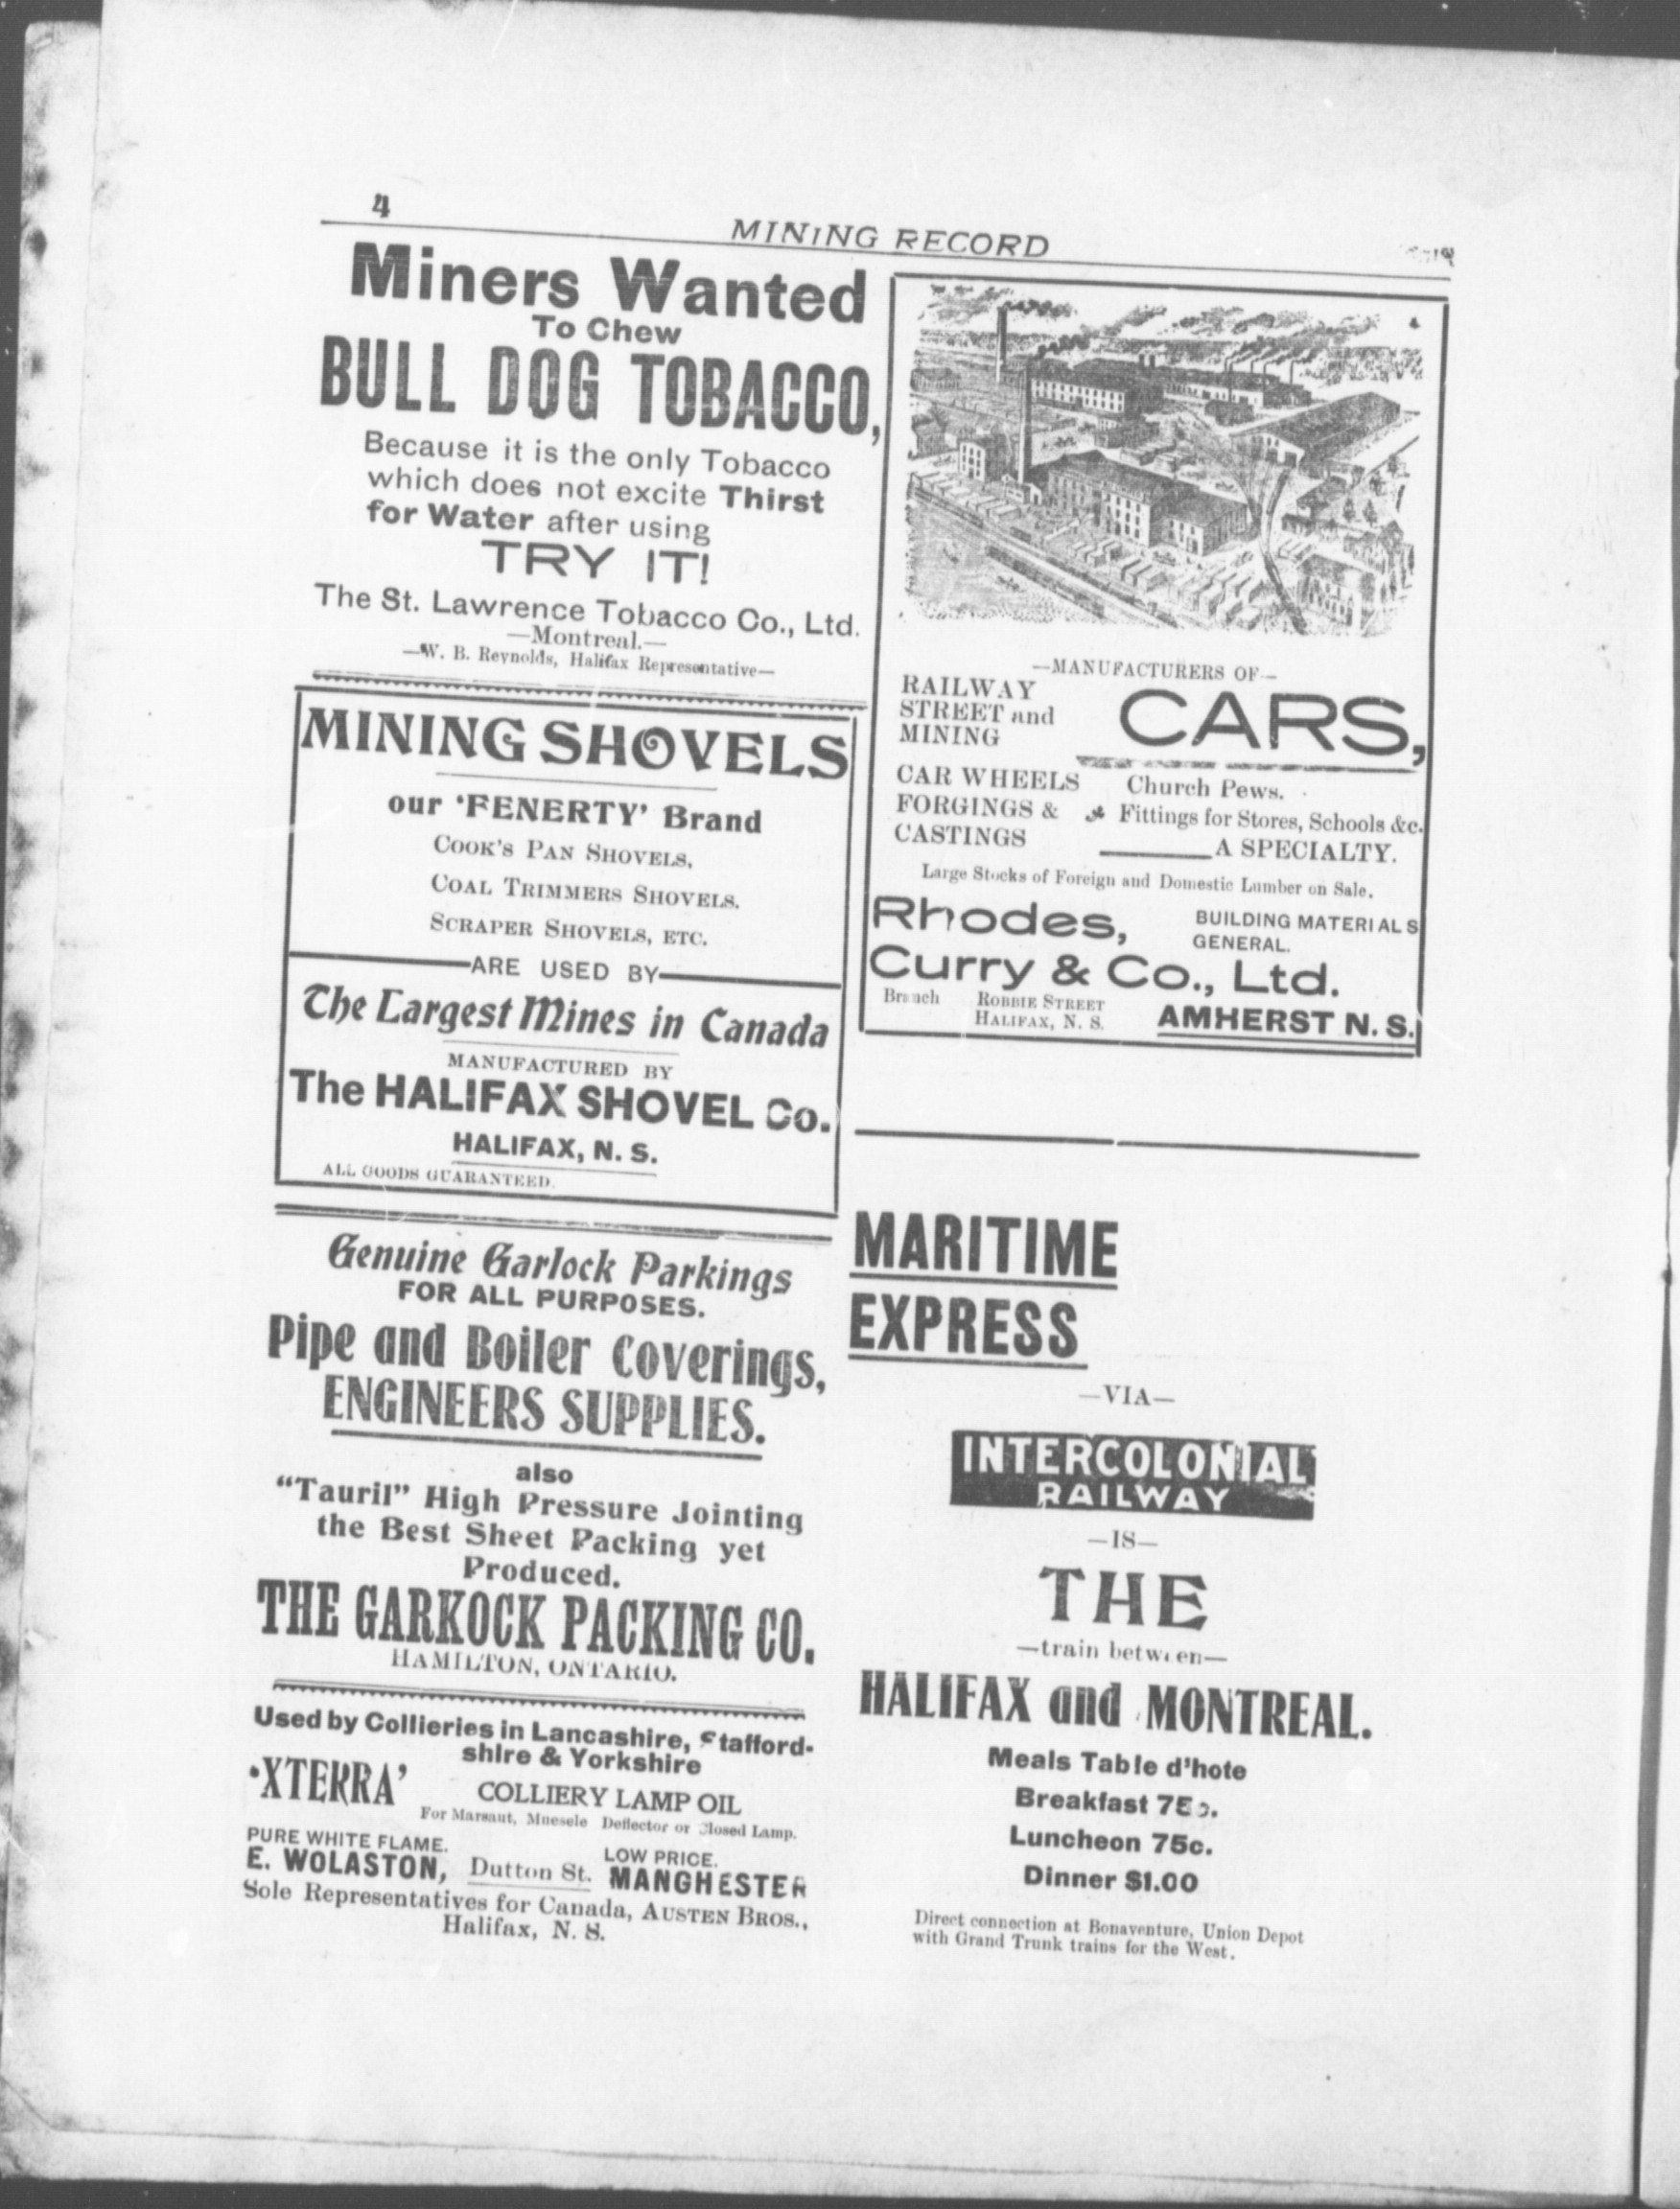 4
MINING RECORD
Miners Wanted
To Chew
BULL DOG TOBACCO,
Because it is the only Tobacco
which does not excite Thirst
for Water after using
TRY IT!
The St. Lawrence Tobacco Co., Ltd.
—Montreal.—
—W. B. Reynolds, Halifax Representative—
MINING SHOVELS
our 'FENERTY' Brand
COOK'S PAN SHOVELS,
COAL TRIMMERS SHOVELS.
SCRAPER SHOVELS, ETC.
ARE USED BY
The Largest Mines in Canada
MANUFACTURED BY
The HALIFAX SHOVEL Co.
HALIFAX, N. S.
ALL GOODS GUARANTEED.
Genuine Garlock Parkings
FOR ALL PURPOSES.
Pipe and Boiler Coverings,
ENGINEERS SUPPLIES.
also
"Tauril" High Pressure Jointing
the Best Sheet Packing yet
Produced.
THE GARKOCK PACKING CO.
HAMILTON, ONTARIO.
Used by Collieries in Lancashire, Stafford-
shire & Yorkshire
'XTERRA'
COLLIERY LAMP OIL
For Marsaut, Muesele Deflector or Closed Lamp.
PURE WHITE FLAME.
LOW PRICE.
E. WOLASTON, Dutton St. MANGHESTER
Sole Representatives for Canada, AUSTEN BROS.,
Halifax, N. S.
—MANUFACTURERS OF—
RAILWAY
STREET and
MINING
CARS,
CAR WHEELS
FORGINGS &
CASTINGS
Church Pews.
Fittings for Stores, Schools &c.
A SPECIALTY.
Large Stocks of Foreign and Domestic Lumber on Sale.
Rhodes,
BUILDING MATERIALS
GENERAL.
Curry & Co., Ltd.
Branch ROBBIE STREET
HALIFAX, N. S.
AMHERST N. S.
MARITIME
EXPRESS
—VIA—
INTERCOLONIAL
RAILWAY
—IS—
THE
—train between—
HALIFAX and MONTREAL.
Meals Table d'hote
Breakfast 75c.
Luncheon 75c.
Dinner $1.00
Direct connection at Bonaventure, Union Depot
with Grand Trunk trains for the West.